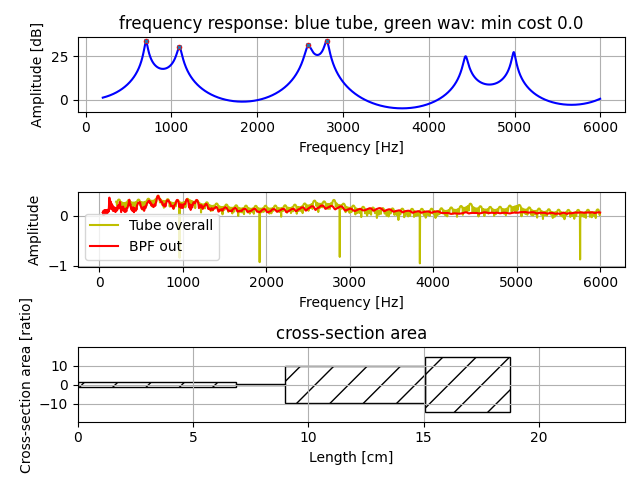 frequency response: blue tube, green wav: min cost 0.0
Amplitude [dB]
25
0
0 1000 2000 3000 4000 5000 6000
Frequency [Hz]
Amplitude
0
−1
Tube overall
BPF out
0 1000 2000 3000 4000 5000 6000
Frequency [Hz]
cross-section area
Cross-section area [ratio]
10
0
−10
0 5 10 15 20
Length [cm]